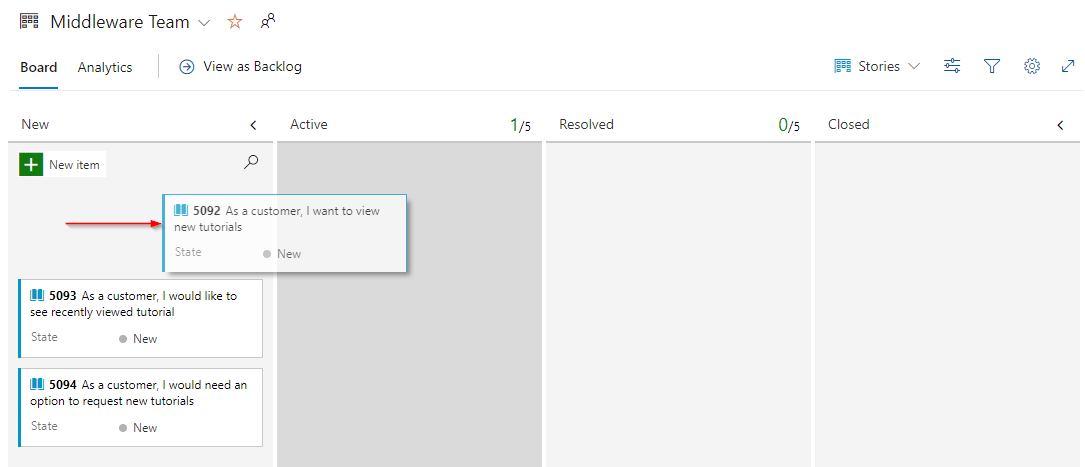 Middleware Team
Board Analytics View as Backlog Stories
New Active 1/5 Resolved 0/5 Closed
New item
5092 As a customer, I want to view
new tutorials
State New
5093 As a customer, I would like to
see recently viewed tutorial
State New
5094 As a customer, I would need an
option to request new tutorials
State New